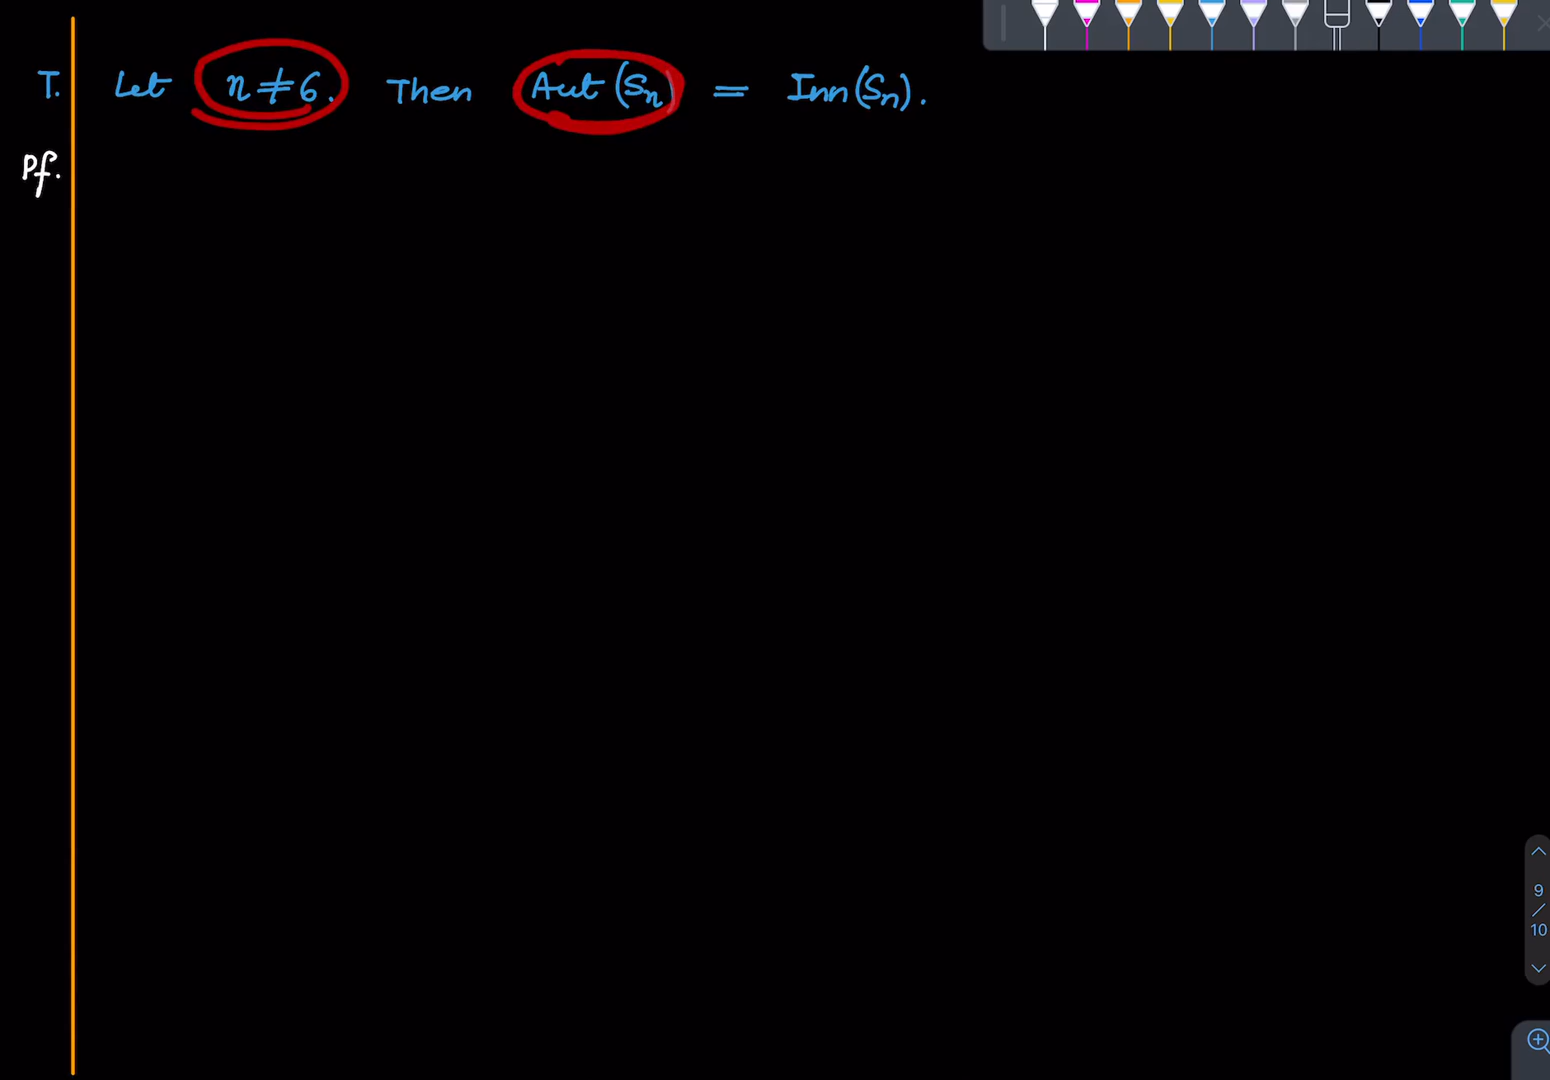 T. Let n ≠ 6. Then Aut (Sn) = Inn (Sn).
Pf.
9
/
10